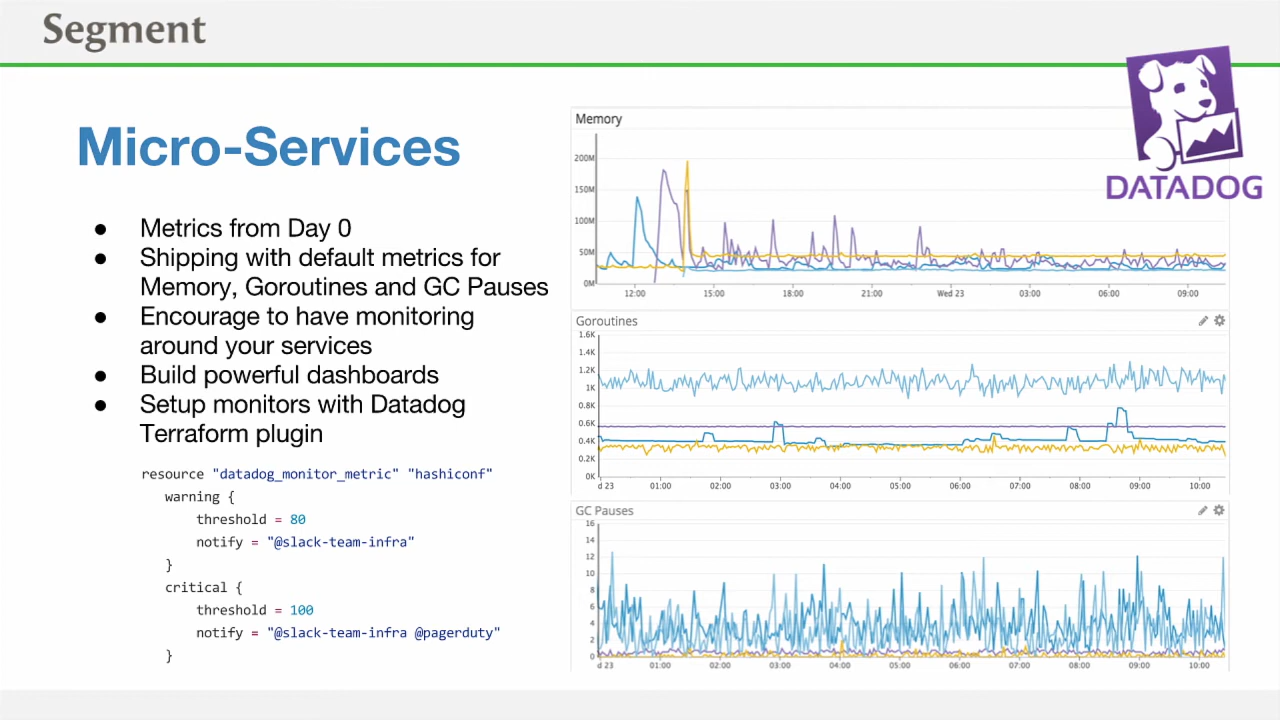 Segment
Micro-Services
● Metrics from Day 0
● Shipping with default metrics for
Memory, Goroutines and GC Pauses
● Encourage to have monitoring
around your services
● Build powerful dashboards
● Setup monitors with Datadog
Terraform plugin
resource "datadog_monitor_metric" "hashiconf"
warning {
threshold = 80
notify = "@slack-team-infra"
}
critical {
threshold = 100
notify = "@slack-team-infra @pagerduty"
}
DATADOG
Memory
200M
150M
100M
50M
0M
12:00 15:00 18:00 21:00 Wed 23 03:00 06:00 09:00
Goroutines
1.6K
1.4K
1.2K
1K
0.8K
0.6K
0.4K
0.2K
0K
d 23 01:00 02:00 03:00 04:00 05:00 06:00 07:00 08:00 09:00 10:00
GC Pauses
16
14
12
10
8
6
4
2
0
d 23 01:00 02:00 03:00 04:00 05:00 06:00 07:00 08:00 09:00 10:00